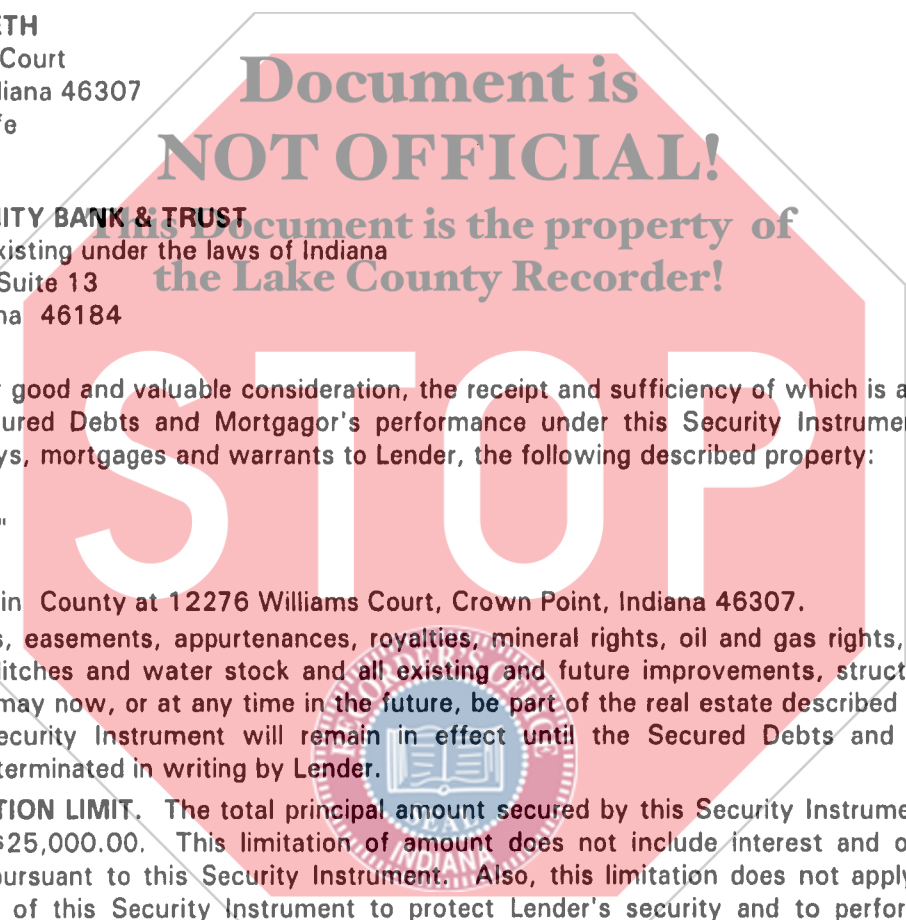 ETH
Court
diana 46307
fe
Document is
NOT OFFICIAL!
ITY BANK & TRUST
This Document is the property of
xisting under the laws of Indiana
Suite 13
the Lake County Recorder!
na 46184
r good and valuable consideration, the receipt and sufficiency of which is a
ured Debts and Mortgagor's performance under this Security Instrume
ys, mortgages and warrants to Lender, the following described property:
STOP
"
in County at 12276 Williams Court, Crown Point, Indiana 46307.
s, easements, appurtenances, royalties, mineral rights, oil and gas rights,
ditches and water stock and all existing and future improvements, struct
may now, or at any time in the future, be part of the real estate described
ecurity Instrument will remain in effect until the Secured Debts and
terminated in writing by Lender.
RECORDER'S OFFICE
SEAL
INDIANA
TION LIMIT. The total principal amount secured by this Security Instrume
$25,000.00. This limitation of amount does not include interest and o
pursuant to this Security Instrument. Also, this limitation does not apply
of this Security Instrument to protect Lender's security and to perfor